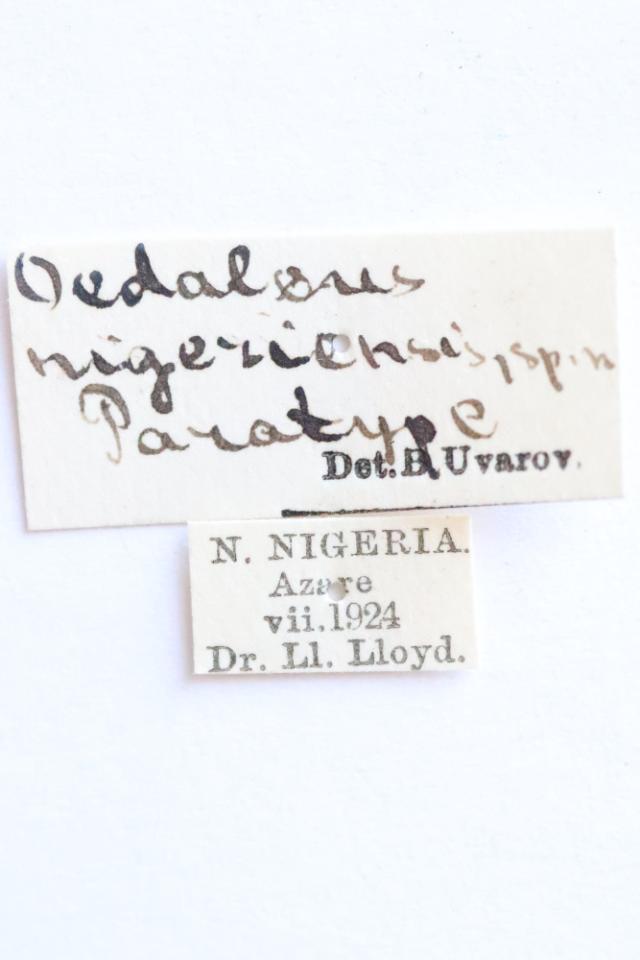 Oedaleus
nigeriensis, sp. n
Paratype
Det. B. Uvarov.
N. NIGERIA.
Azare
vii.1924
Dr. Ll. Lloyd.